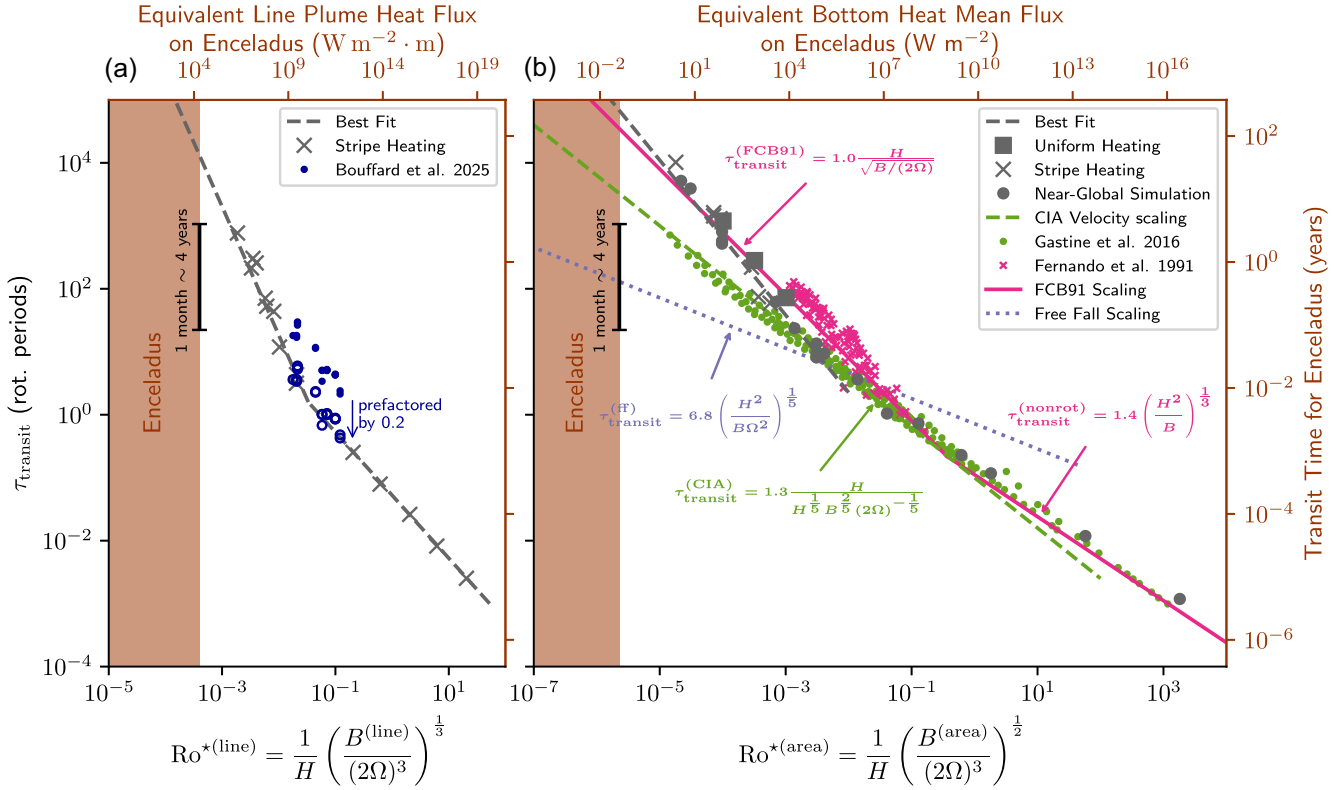 Equivalent Line Plume Heat Flux
on Enceladus (W m⁻² · m)
(a)
10⁴ 10⁹ 10¹⁴ 10¹⁹
Best Fit
Stripe Heating
Bouffard et al. 2025
10⁴
10²
10⁰
10⁻²
10⁻⁴
τ_transit (rot. periods)
Enceladus
1 month ~ 4 years
prefactored
by 0.2
10⁻⁵ 10⁻³ 10⁻¹ 10¹
Ro⋆(line) = 1/H (B^(line)/(2Ω)³)^(1/3)
Equivalent Bottom Heat Mean Flux
on Enceladus (W m⁻²)
(b)
10⁻² 10¹ 10⁴ 10⁷ 10¹⁰ 10¹³ 10¹⁶
Best Fit
Uniform Heating
Stripe Heating
Near-Global Simulation
CIA Velocity scaling
Gastine et al. 2016
Fernando et al. 1991
FCB91 Scaling
Free Fall Scaling
τ_transit^(FCB91) = 1.0 H/√(B/(2Ω))
Enceladus
1 month ~ 4 years
τ_transit^(ff) = 6.8 (H²/(BΩ²))^(1/5)
τ_transit^(nonrot) = 1.4 (H²/B)^(1/3)
τ_transit^(CIA) = 1.3 H/(H^(1/5) B^(2/5) (2Ω)^(−1/5))
10²
10⁰
10⁻²
10⁻⁴
10⁻⁶
Transit Time for Enceladus (years)
10⁻⁷ 10⁻⁵ 10⁻³ 10⁻¹ 10¹ 10³
Ro⋆(area) = 1/H (B^(area)/(2Ω)³)^(1/2)